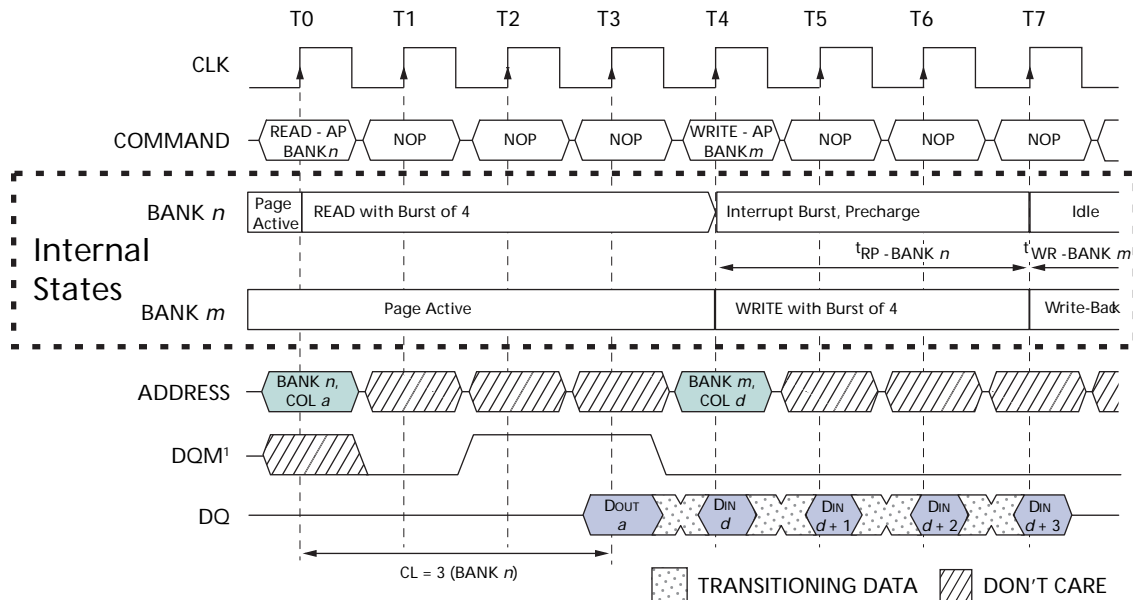 T0 T1 T2 T3 T4 T5 T6 T7
CLK
COMMAND READ - AP NOP NOP NOP WRITE - AP NOP NOP NOP
BANK n BANK m
BANK n Page READ with Burst of 4 Interrupt Burst, Precharge Idle
Active
Internal
States
tRP - BANK n tWR - BANK m
BANK m Page Active WRITE with Burst of 4 Write-Back
ADDRESS BANK n, BANK m,
COL a COL d
DQM1
DQ DOUT DIN DIN DIN DIN
a d d + 1 d + 2 d + 3
CL = 3 (BANK n)
TRANSITIONING DATA DON'T CARE